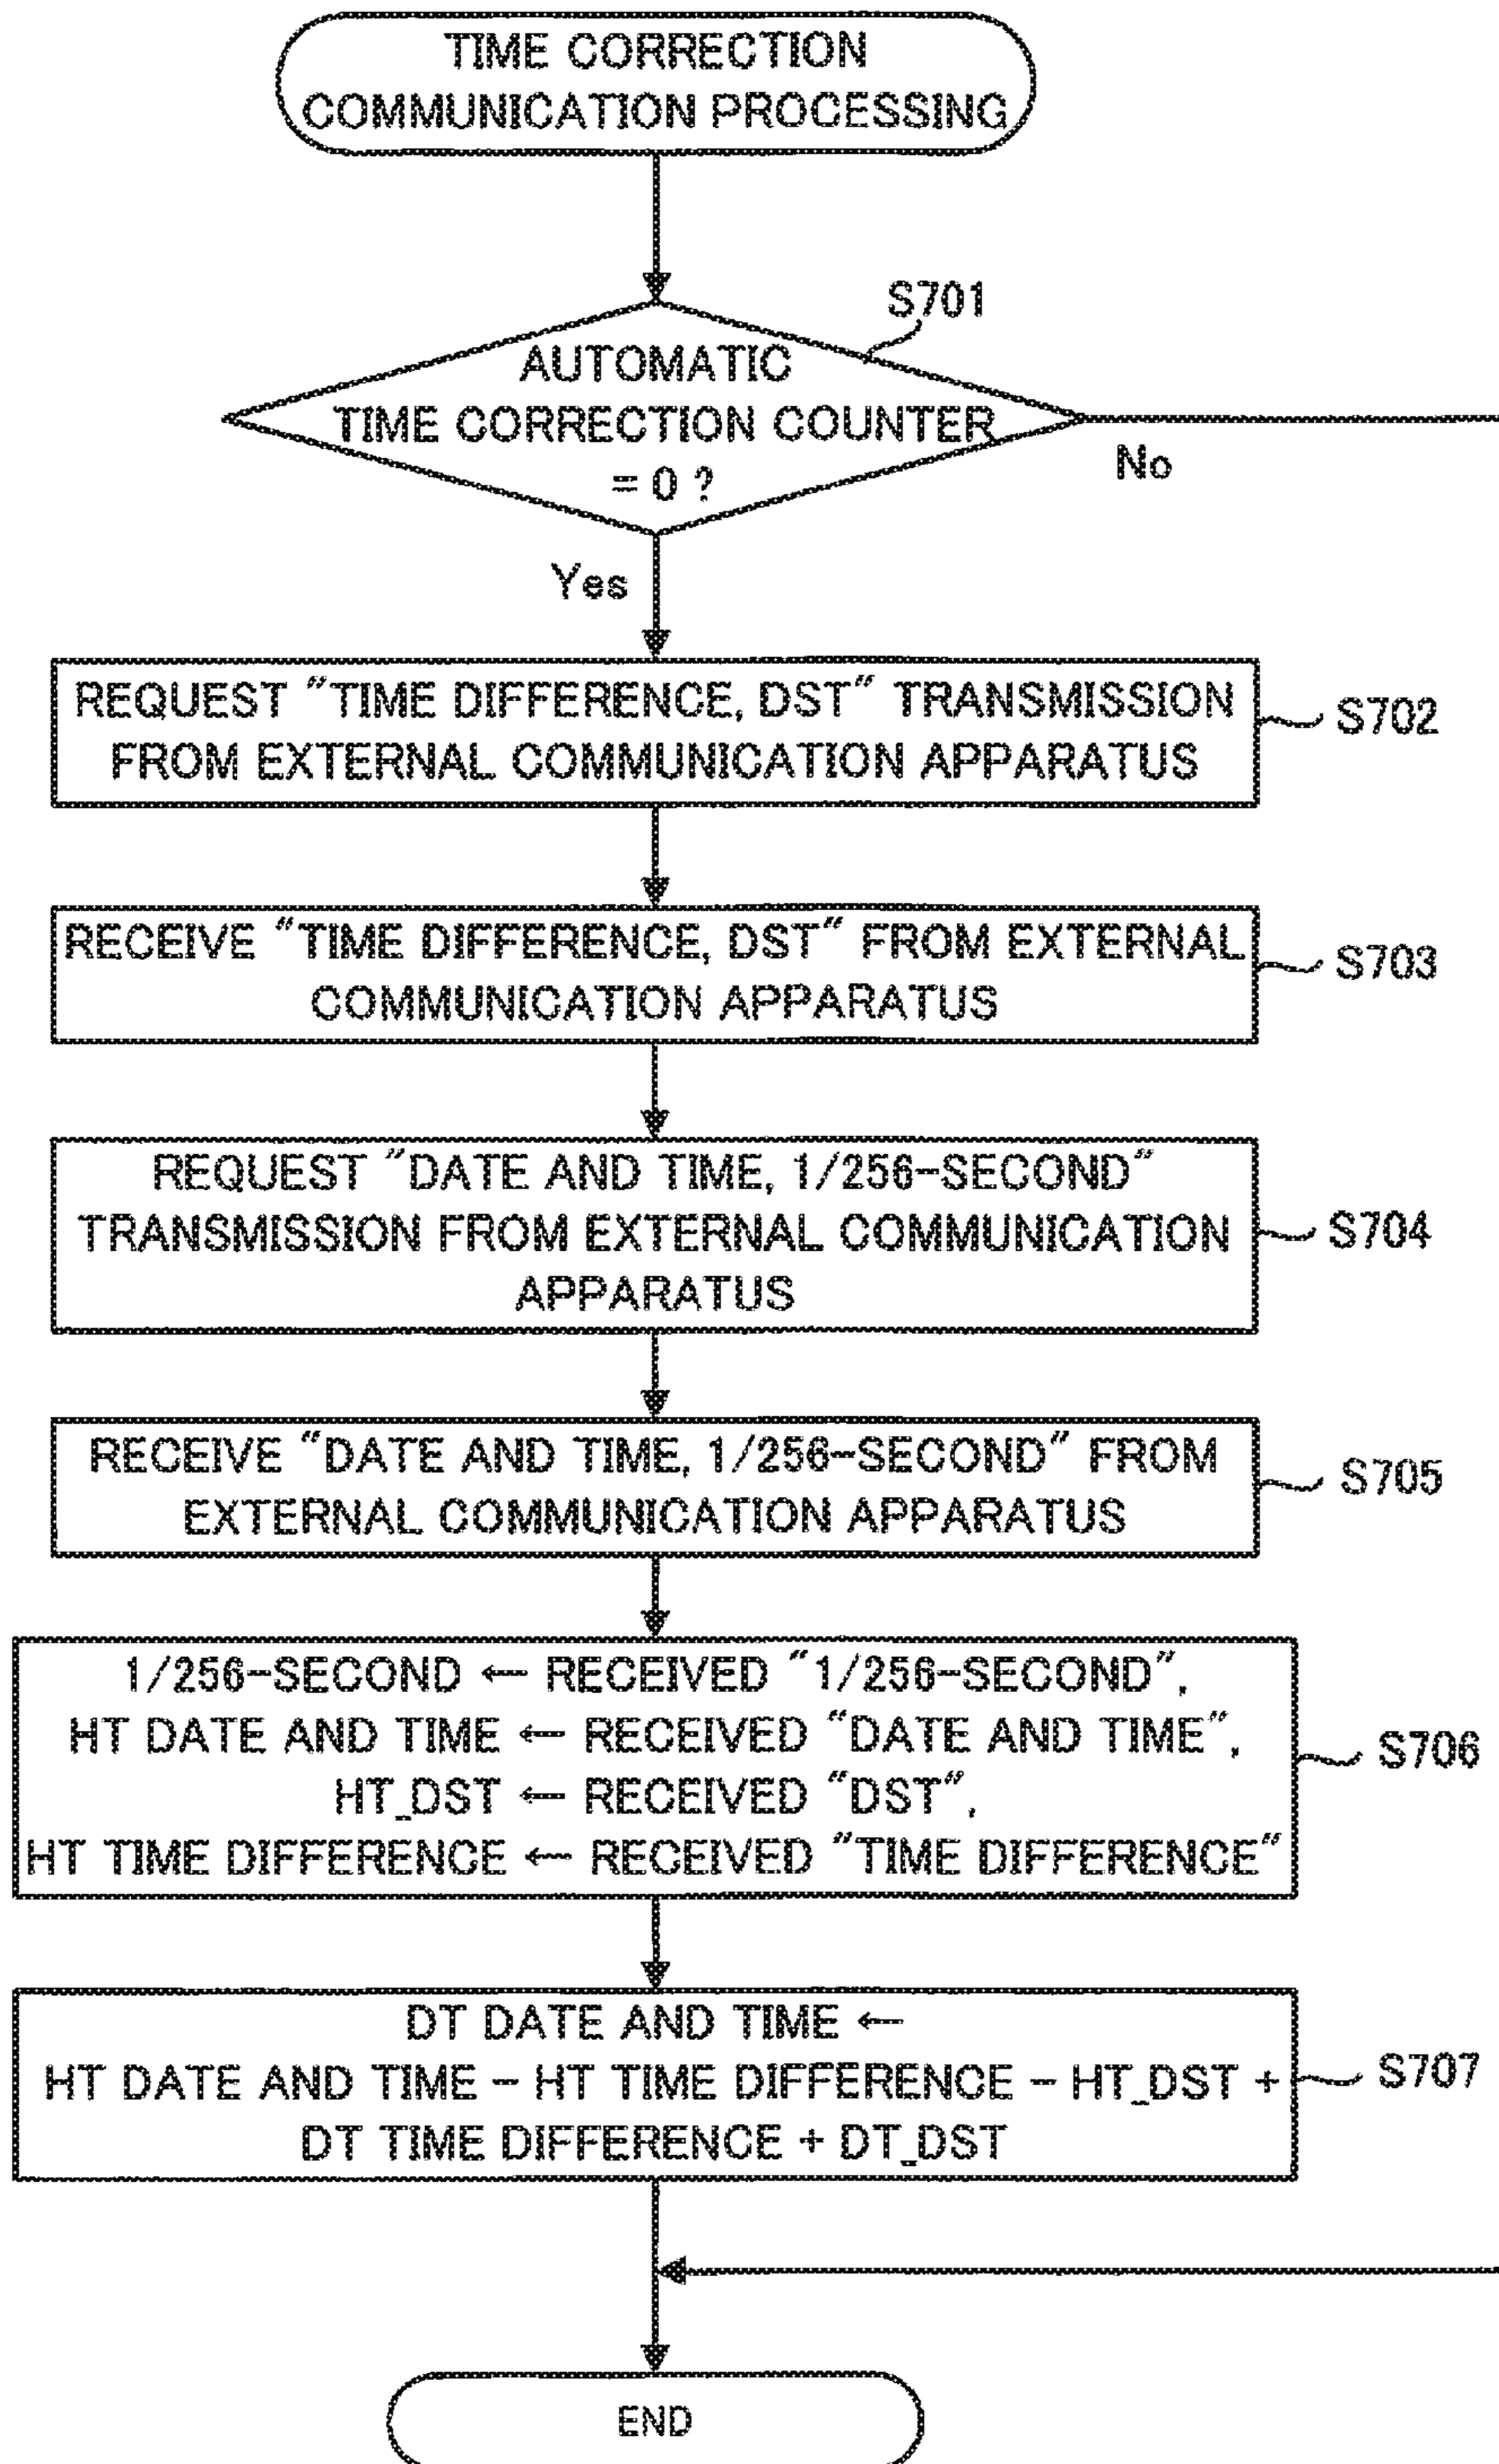 TIME CORRECTION
COMMUNICATION PROCESSING
S701
AUTOMATIC
TIME CORRECTION COUNTER
= 0 ?
No
Yes
REQUEST "TIME DIFFERENCE, DST" TRANSMISSION
FROM EXTERNAL COMMUNICATION APPARATUS
S702
RECEIVE "TIME DIFFERENCE, DST" FROM EXTERNAL
COMMUNICATION APPARATUS
S703
REQUEST "DATE AND TIME, 1/256-SECOND"
TRANSMISSION FROM EXTERNAL COMMUNICATION
APPARATUS
S704
RECEIVE "DATE AND TIME, 1/256-SECOND" FROM
EXTERNAL COMMUNICATION APPARATUS
S705
1/256-SECOND ← RECEIVED "1/256-SECOND",
HT DATE AND TIME ← RECEIVED "DATE AND TIME",
HT_DST ← RECEIVED "DST",
HT TIME DIFFERENCE ← RECEIVED "TIME DIFFERENCE"
S706
DT DATE AND TIME ←
HT DATE AND TIME − HT TIME DIFFERENCE − HT_DST +
DT TIME DIFFERENCE + DT_DST
S707
END